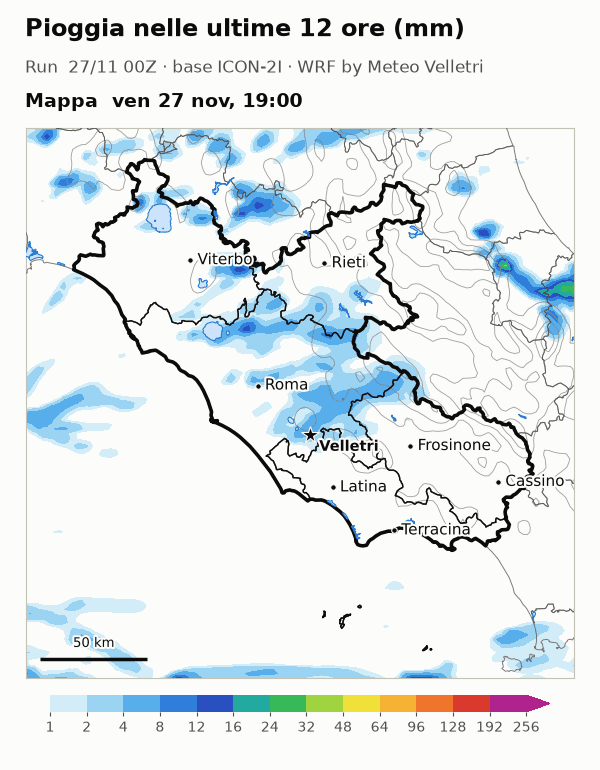 Pioggia nelle ultime 12 ore (mm)
Run 27/11 00Z · base ICON-2I · WRF by Meteo Velletri
Mappa ven 27 nov, 19:00
Viterbo
Rieti
Roma
Velletri
Frosinone
Cassino
Latina
Terracina
50 km
1 2 4 8 12 16 24 32 48 64 96 128 192 256